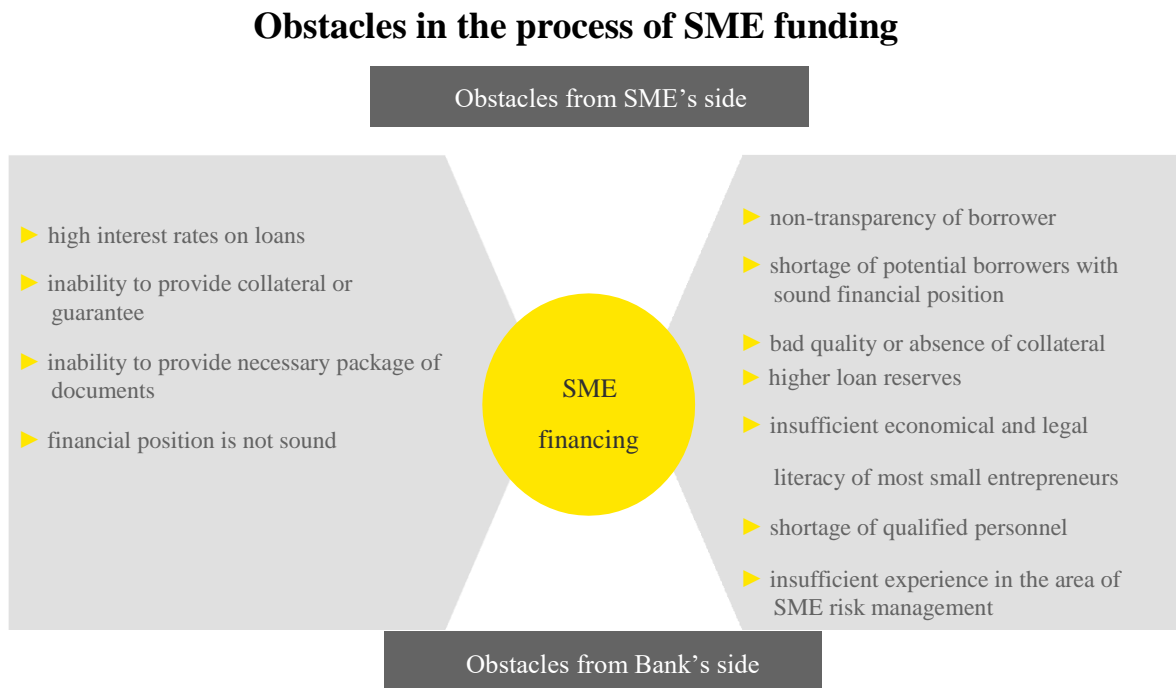 Obstacles in the process of SME funding
Obstacles from SME's side
► high interest rates on loans
► inability to provide collateral or
guarantee
► inability to provide necessary package of
documents
► financial position is not sound
SME
financing
► non-transparency of borrower
► shortage of potential borrowers with
sound financial position
► bad quality or absence of collateral
► higher loan reserves
► insufficient economical and legal
literacy of most small entrepreneurs
► shortage of qualified personnel
► insufficient experience in the area of
SME risk management
Obstacles from Bank's side